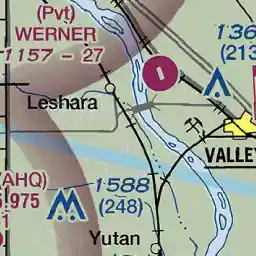 (Pvt)
WERNER
1157 - 27
136
(213
Leshara
VALLEY
(AHQ)
975
1588
(248)
Yutan